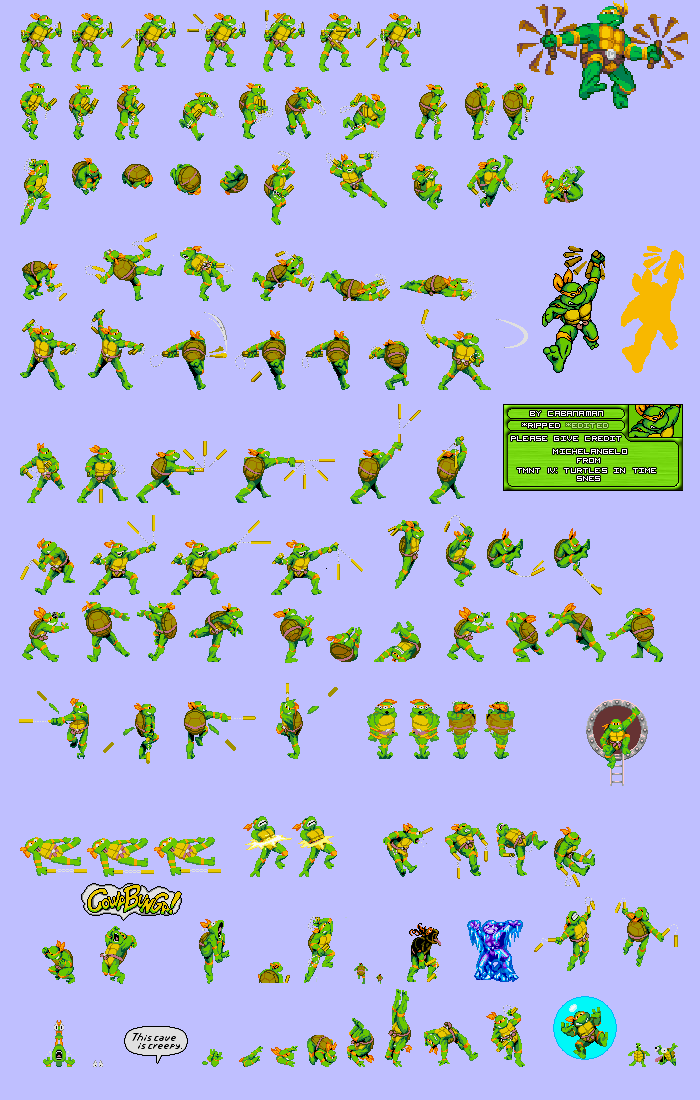 BY CABANAMAN
*RIPPED *EDITED
PLEASE GIVE CREDIT
MICHELANGELO
FROM
TMNT IV: TURTLES IN TIME
SNES
COWABUNGA!
This cave
is creepy.